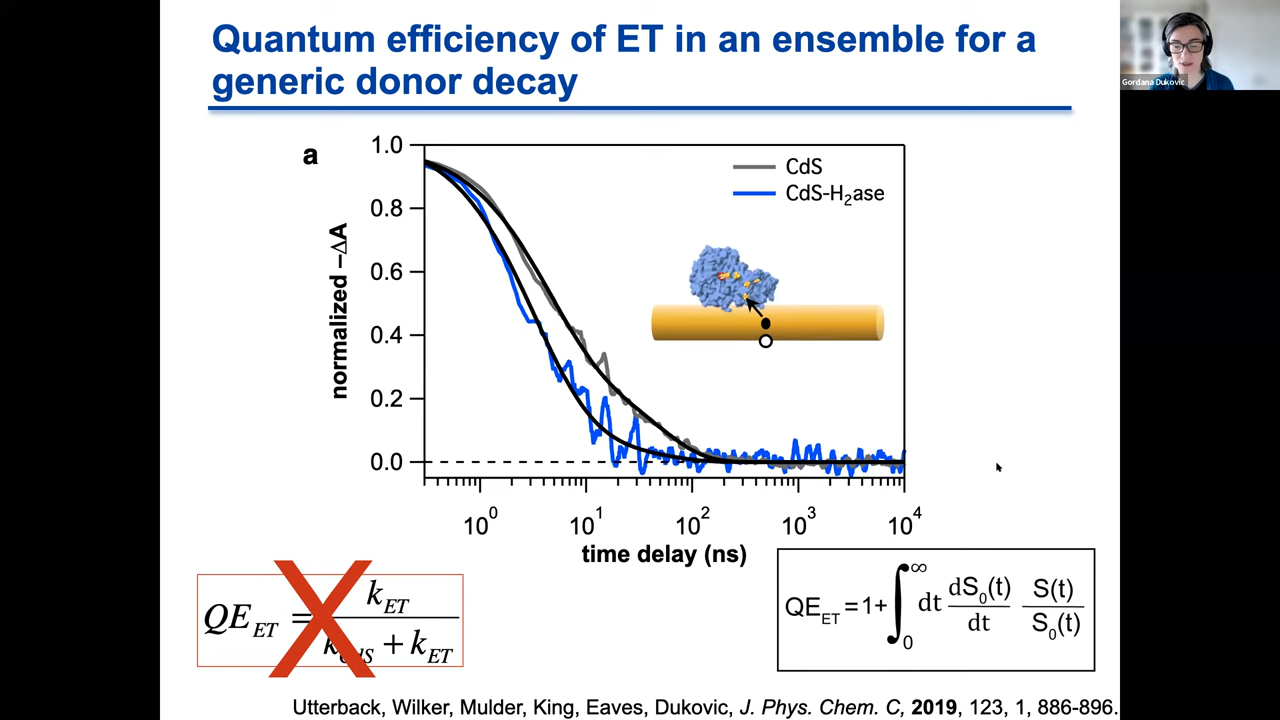 Quantum efficiency of ET in an ensemble for a
generic donor decay
Gordana Dukovic
a
normalized –ΔA
1.0
0.8
0.6
0.4
0.2
0.0
CdS
CdS-H₂ase
10⁰ 10¹ 10² 10³ 10⁴
time delay (ns)
QE_ET = k_ET / (k_CdS + k_ET)
QE_ET = 1+ ∫₀^∞ dt dS₀(t)/dt S(t)/S₀(t)
Utterback, Wilker, Mulder, King, Eaves, Dukovic, J. Phys. Chem. C, 2019, 123, 1, 886-896.